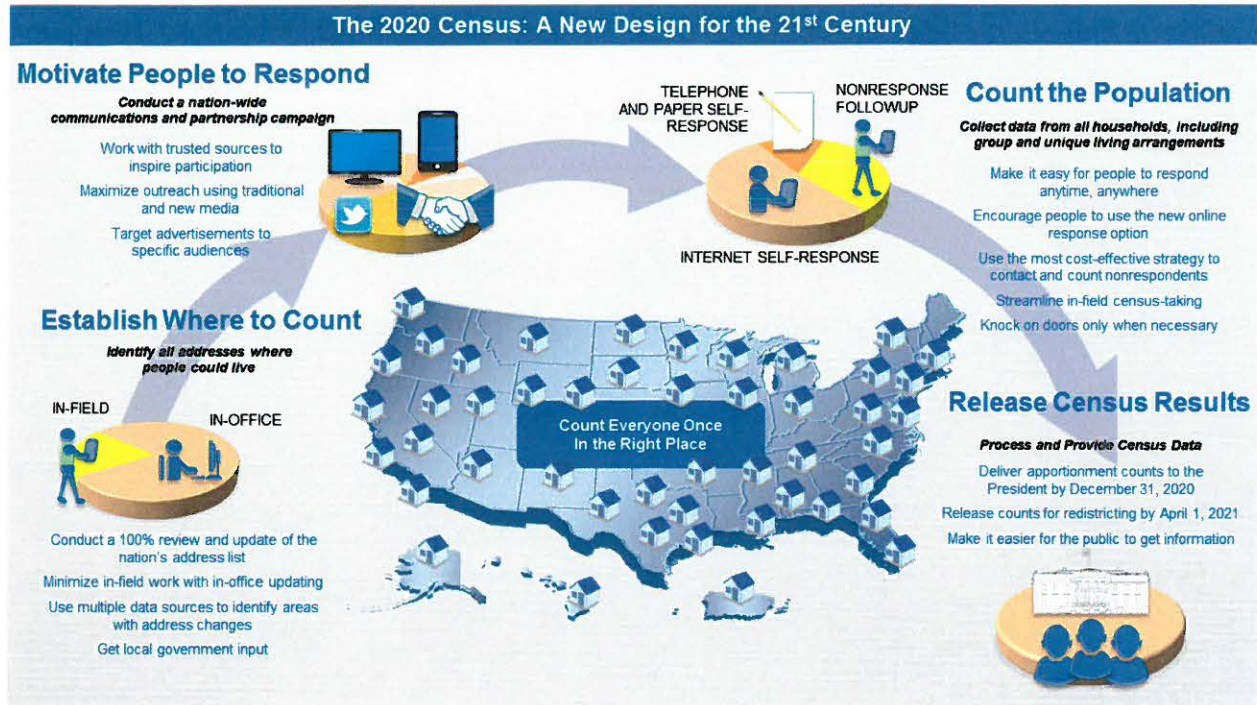 The 2020 Census: A New Design for the 21st Century
Motivate People to Respond
Conduct a nation-wide
communications and partnership campaign
Work with trusted sources to
inspire participation
Maximize outreach using traditional
and new media
Target advertisements to
specific audiences
TELEPHONE
AND PAPER SELF-
RESPONSE
NONRESPONSE
FOLLOWUP
INTERNET SELF-RESPONSE
Count the Population
Collect data from all households, including
group and unique living arrangements
Make it easy for people to respond
anytime, anywhere
Encourage people to use the new online
response option
Use the most cost-effective strategy to
contact and count nonrespondents
Streamline in-field census-taking
Knock on doors only when necessary
Establish Where to Count
Identify all addresses where
people could live
IN-FIELD
IN-OFFICE
Conduct a 100% review and update of the
nation's address list
Minimize in-field work with in-office updating
Use multiple data sources to identify areas
with address changes
Get local government input
Count Everyone Once
In the Right Place
Release Census Results
Process and Provide Census Data
Deliver apportionment counts to the
President by December 31, 2020
Release counts for redistricting by April 1, 2021
Make it easier for the public to get information